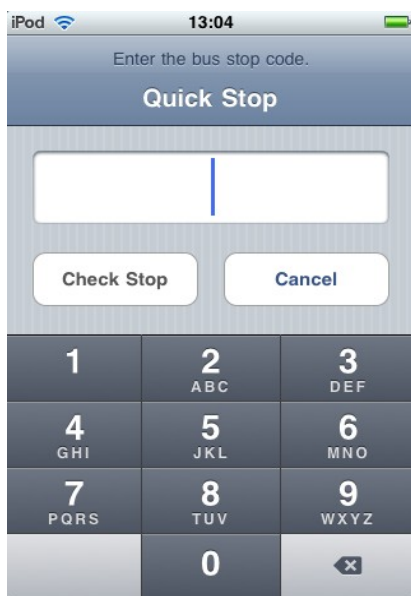 iPod 13:04
Enter the bus stop code.
Quick Stop
Check Stop Cancel
1 2 3
ABC DEF
4 5 6
GHI JKL MNO
7 8 9
PQRS TUV WXYZ
0